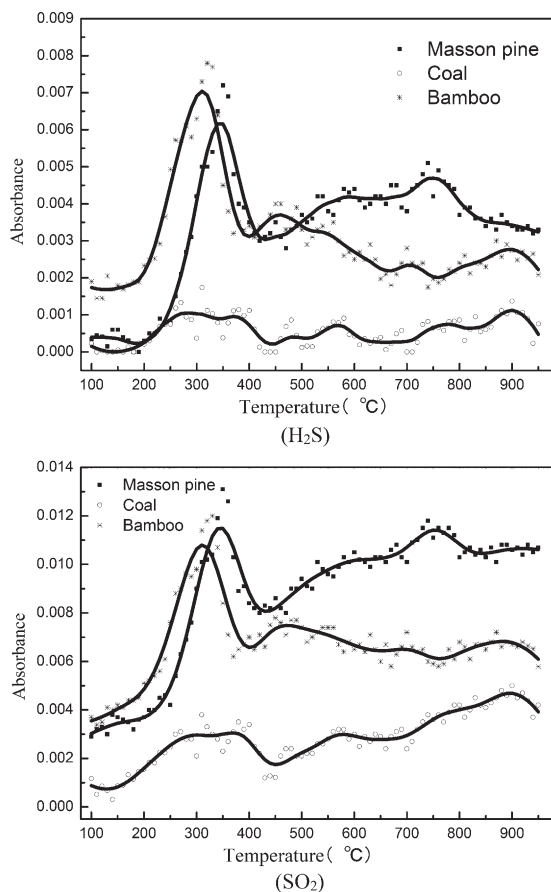 0.009
0.008
0.007
0.006
0.005
0.004
0.003
0.002
0.001
0.000
Absorbance
Masson pine
Coal
Bamboo
100 200 300 400 500 600 700 800 900
Temperature( °C)
(H₂S)
0.014
0.012
0.010
0.008
0.006
0.004
0.002
0.000
Absorbance
Masson pine
Coal
Bamboo
100 200 300 400 500 600 700 800 900
Temperature( °C)
(SO₂)